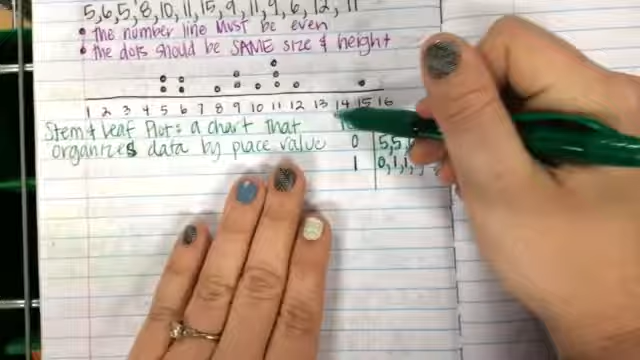 5,6,5,8,10,11,15,9,11,9,6,12,11
• the number line MUST be even
• the dots should be SAME size & height
1 2 3 4 5 6 7 8 9 10 11 12 13 14 15 16
Stem & Leaf Plot: a chart that
organizes data by place value
0 5,5,
1 0,1,1,